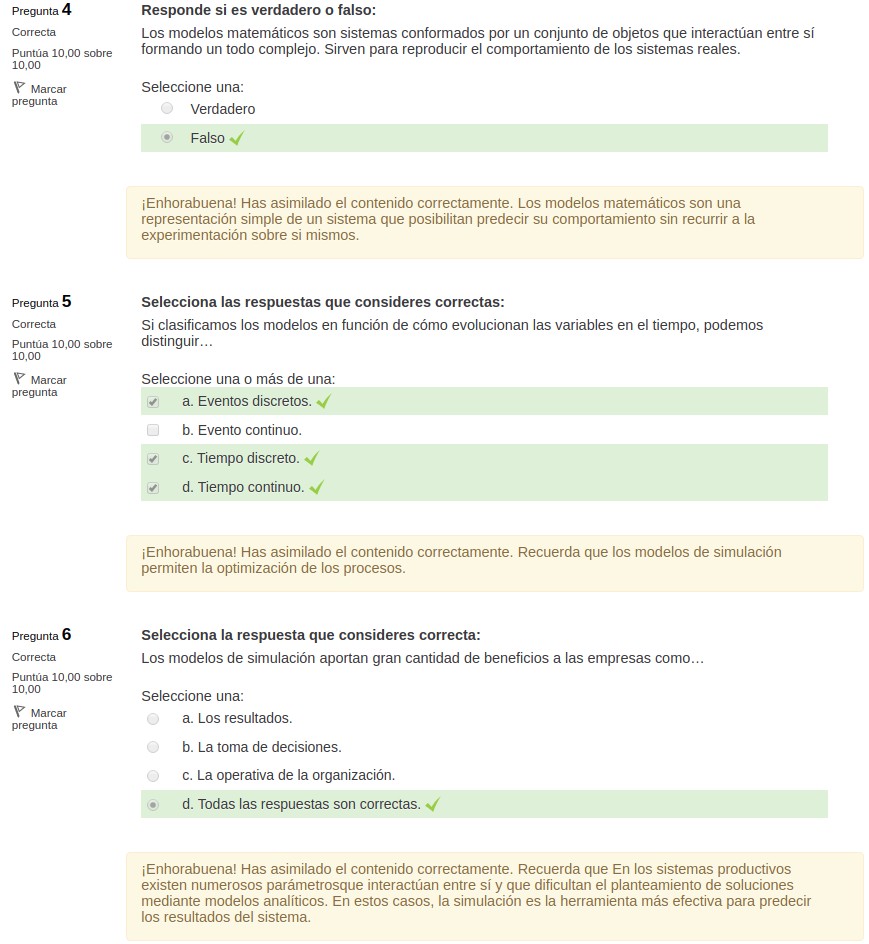 Pregunta 4
Correcta
Puntúa 10,00 sobre
10,00
Marcar
pregunta
Responde si es verdadero o falso:
Los modelos matemáticos son sistemas conformados por un conjunto de objetos que interactúan entre sí
formando un todo complejo. Sirven para reproducir el comportamiento de los sistemas reales.
Seleccione una:
Verdadero
Falso
¡Enhorabuena! Has asimilado el contenido correctamente. Los modelos matemáticos son una
representación simple de un sistema que posibilitan predecir su comportamiento sin recurrir a la
experimentación sobre si mismos.
Pregunta 5
Correcta
Puntúa 10,00 sobre
10,00
Marcar
pregunta
Selecciona las respuestas que consideres correctas:
Si clasificamos los modelos en función de cómo evolucionan las variables en el tiempo, podemos
distinguir…
Seleccione una o más de una:
a. Eventos discretos.
b. Evento continuo.
c. Tiempo discreto.
d. Tiempo continuo.
¡Enhorabuena! Has asimilado el contenido correctamente. Recuerda que los modelos de simulación
permiten la optimización de los procesos.
Pregunta 6
Correcta
Puntúa 10,00 sobre
10,00
Marcar
pregunta
Selecciona la respuesta que consideres correcta:
Los modelos de simulación aportan gran cantidad de beneficios a las empresas como…
Seleccione una:
a. Los resultados.
b. La toma de decisiones.
c. La operativa de la organización.
d. Todas las respuestas son correctas.
¡Enhorabuena! Has asimilado el contenido correctamente. Recuerda que En los sistemas productivos
existen numerosos parámetrosque interactúan entre sí y que dificultan el planteamiento de soluciones
mediante modelos analíticos. En estos casos, la simulación es la herramienta más efectiva para predecir
los resultados del sistema.